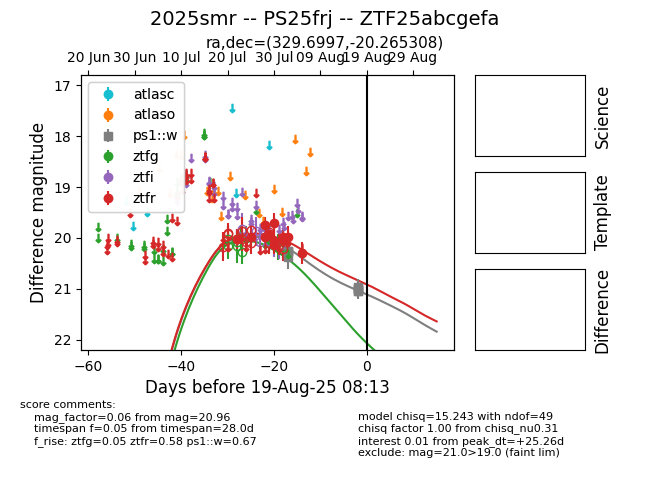 2025smr -- PS25frj -- ZTF25abcgefa
ra,dec=(329.6997,-20.265308)
20 Jun 30 Jun 10 Jul 20 Jul 30 Jul 09 Aug 19 Aug 29 Aug
17
18
19
20
21
22
Difference magnitude
atlasc
atlaso
ps1::w
ztfg
ztfi
ztfr
−60 −40 −20 0
Days before 19-Aug-25 08:13
Science
Template
Difference
score comments:
mag_factor=0.06 from mag=20.96
timespan f=0.05 from timespan=28.0d
f_rise: ztfg=0.05 ztfr=0.58 ps1::w=0.67
model chisq=15.243 with ndof=49
chisq factor 1.00 from chisq_nu0.31
interest 0.01 from peak_dt=+25.26d
exclude: mag=21.0>19.0 (faint lim)